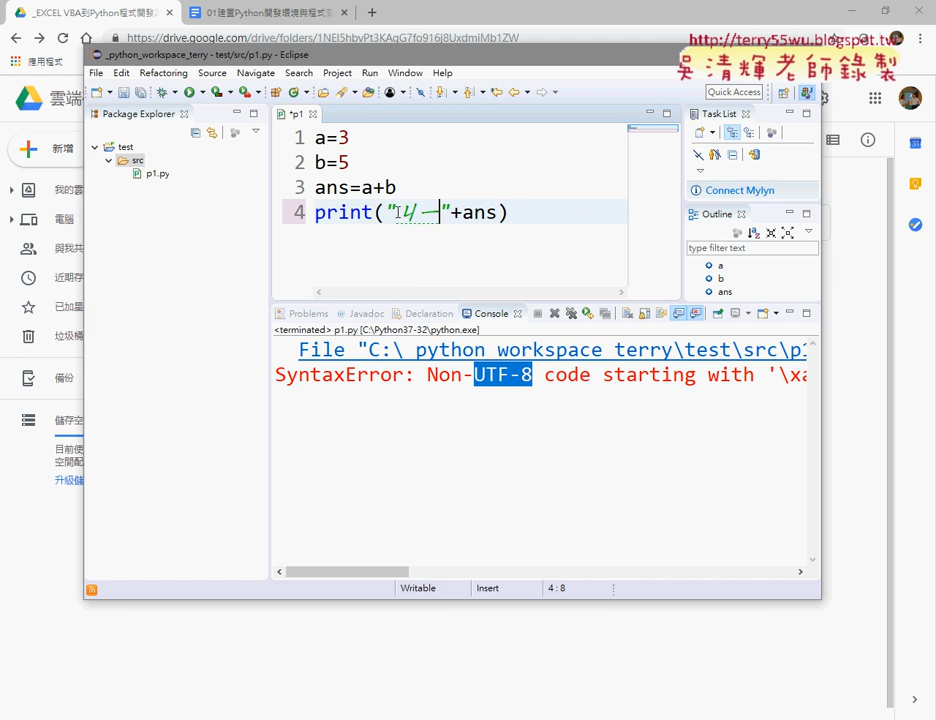 _EXCEL VBA到Python程式開發
01建置Python開發環境與程式
https://drive.google.com/drive/folders/1NEl5hbvPt3KAgG7fo916j8UxdmiMb1ZW
http://terry55wu.blogspot.tw
吳清輝老師錄製
應用程式
_python_workspace_terry - test/src/p1.py - Eclipse
File Edit Refactoring Source Navigate Search Project Run Window Help
Quick Access
雲端
新增
我的雲
電腦
與我共
近期存
已加星
垃圾桶
備份
儲存空
目前使
空間配
升級儲
Package Explorer
test
src
p1.py
*p1
1 a=3
2 b=5
3 ans=a+b
4 print("ㄐㄧ"+ans)
Task List
Connect Mylyn
Outline
type filter text
a
b
ans
Problems Javadoc Declaration Console
<terminated> p1.py [C:\Python37-32\python.exe]
File "C:\_python_workspace_terry\test\src\p1
SyntaxError: Non-UTF-8 code starting with '\xa
Writable Insert 4:8